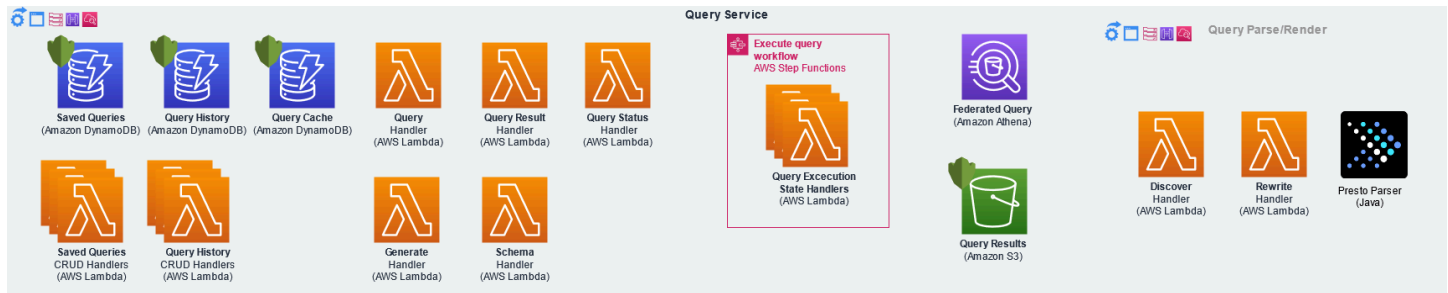 Query Service
Query Parse/Render
Saved Queries
(Amazon DynamoDB)
Query History
(Amazon DynamoDB)
Query Cache
(Amazon DynamoDB)
Query
Handler
(AWS Lambda)
Query Result
Handler
(AWS Lambda)
Query Status
Handler
(AWS Lambda)
Execute query
workflow
AWS Step Functions
Query Excecution
State Handlers
(AWS Lambda)
Federated Query
(Amazon Athena)
Saved Queries
CRUD Handlers
(AWS Lambda)
Query History
CRUD Handlers
(AWS Lambda)
Generate
Handler
(AWS Lambda)
Schema
Handler
(AWS Lambda)
Query Results
(Amazon S3)
Discover
Handler
(AWS Lambda)
Rewrite
Handler
(AWS Lambda)
Presto Parser
(Java)